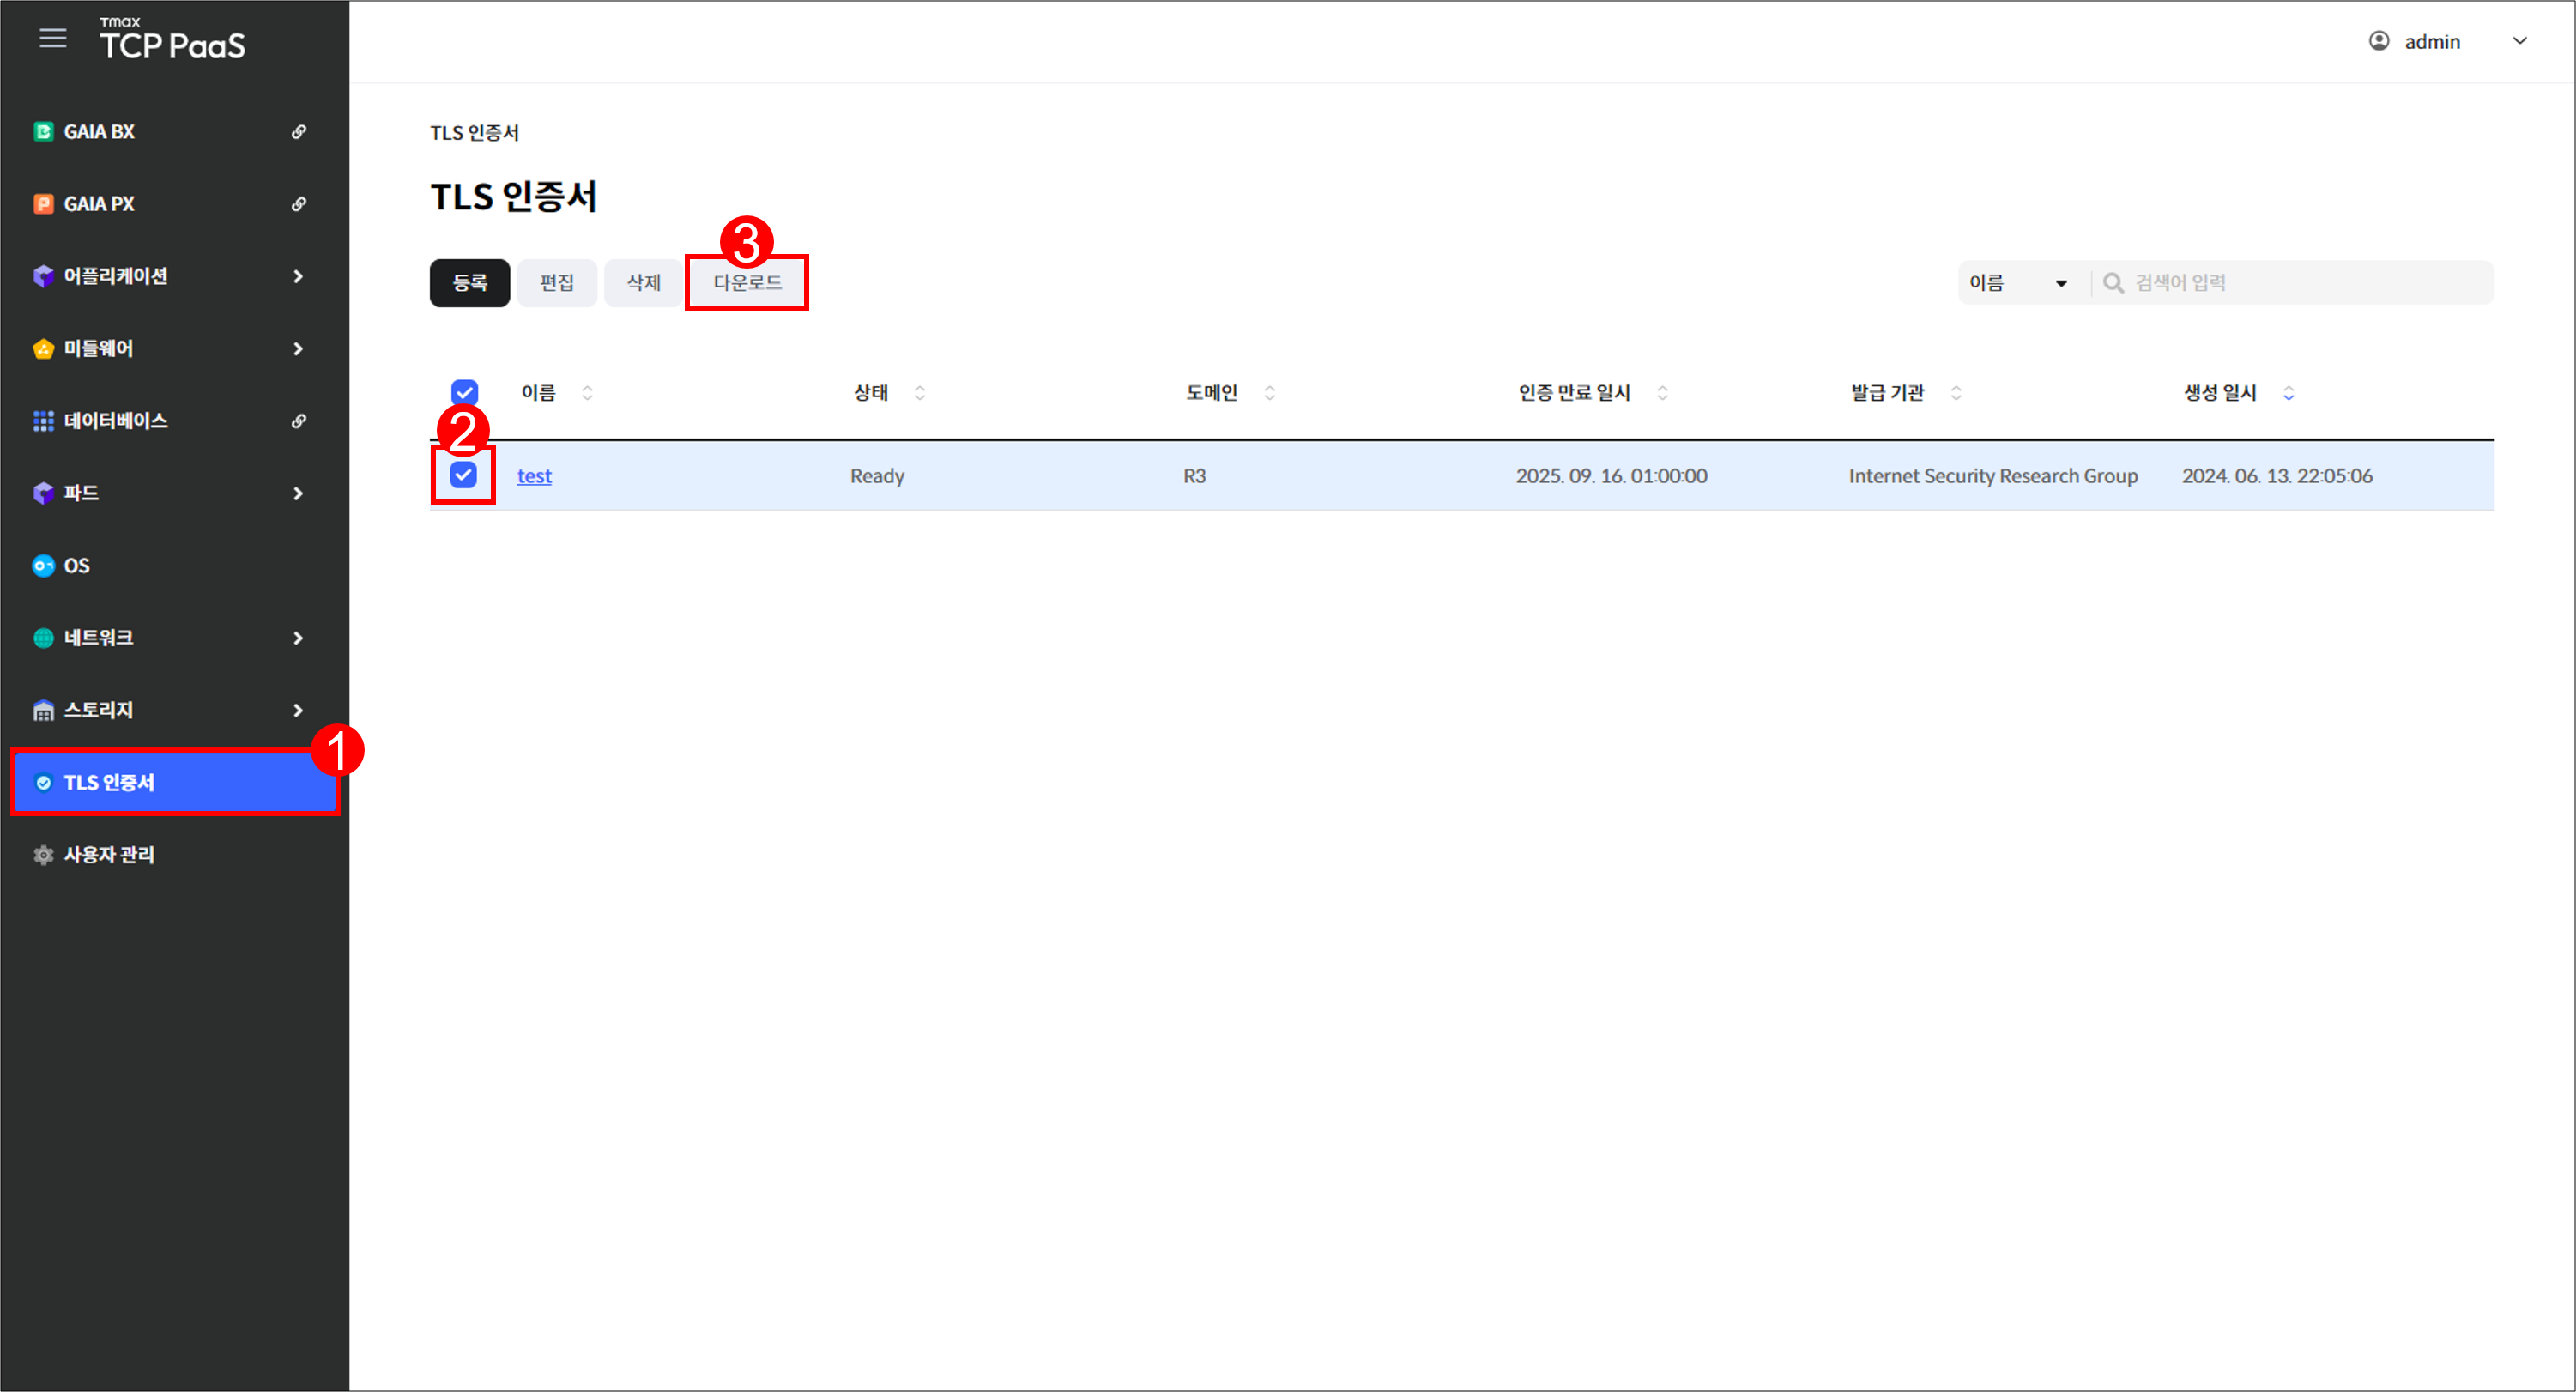 Tmax
TCP PaaS
admin
GAIA BX
GAIA PX
어플리케이션
미들웨어
데이터베이스
파드
OS
네트워크
스토리지
1
TLS 인증서
사용자 관리
TLS 인증서
TLS 인증서
3
등록 편집 삭제 다운로드 이름 검색어 입력
이름 상태 도메인 인증 만료 일시 발급 기관 생성 일시
2
test Ready R3 2025. 09. 16. 01:00:00 Internet Security Research Group 2024. 06. 13. 22:05:06